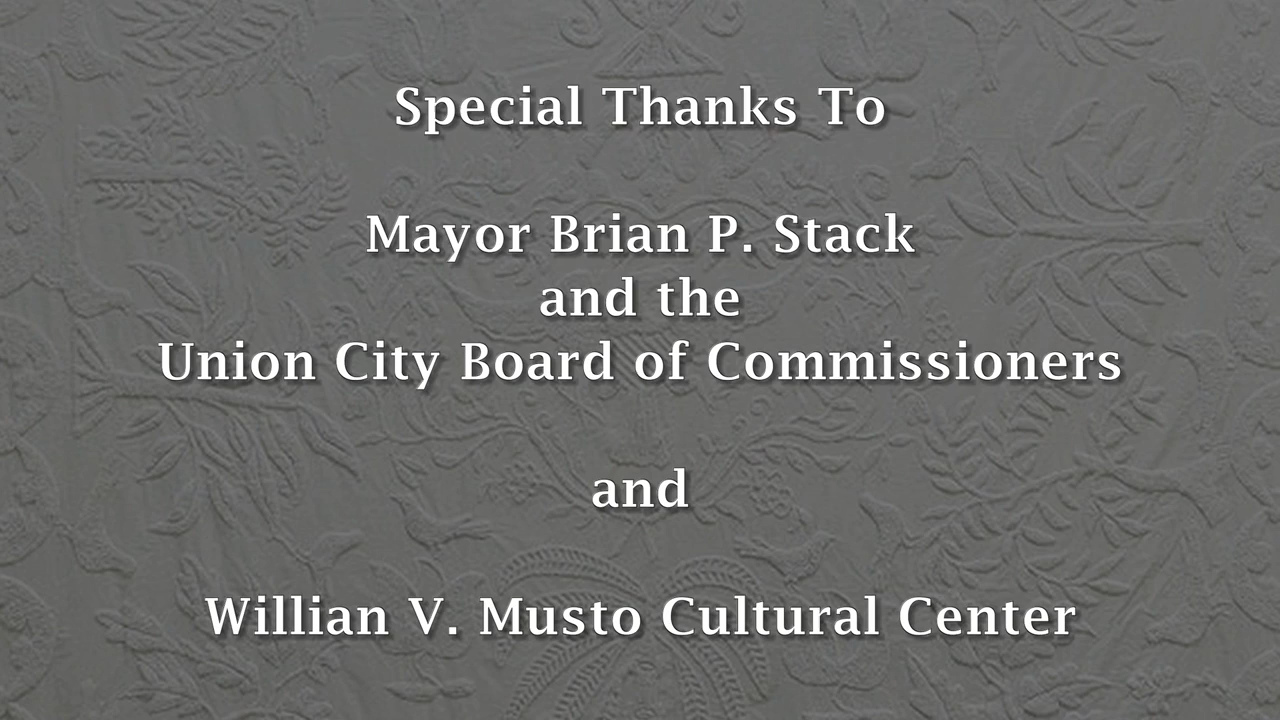 Special Thanks To
Mayor Brian P. Stack
and the
Union City Board of Commissioners
and
Willian V. Musto Cultural Center